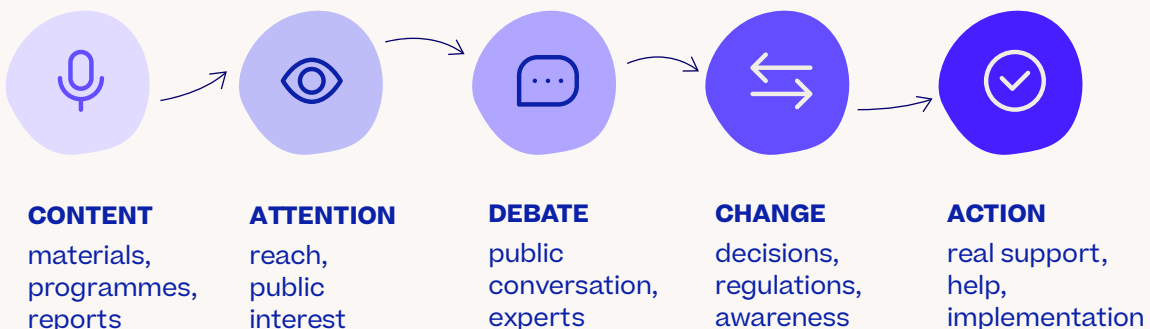 CONTENT
materials,
programmes,
reports
ATTENTION
reach,
public
interest
DEBATE
public
conversation,
experts
CHANGE
decisions,
regulations,
awareness
ACTION
real support,
help,
implementation